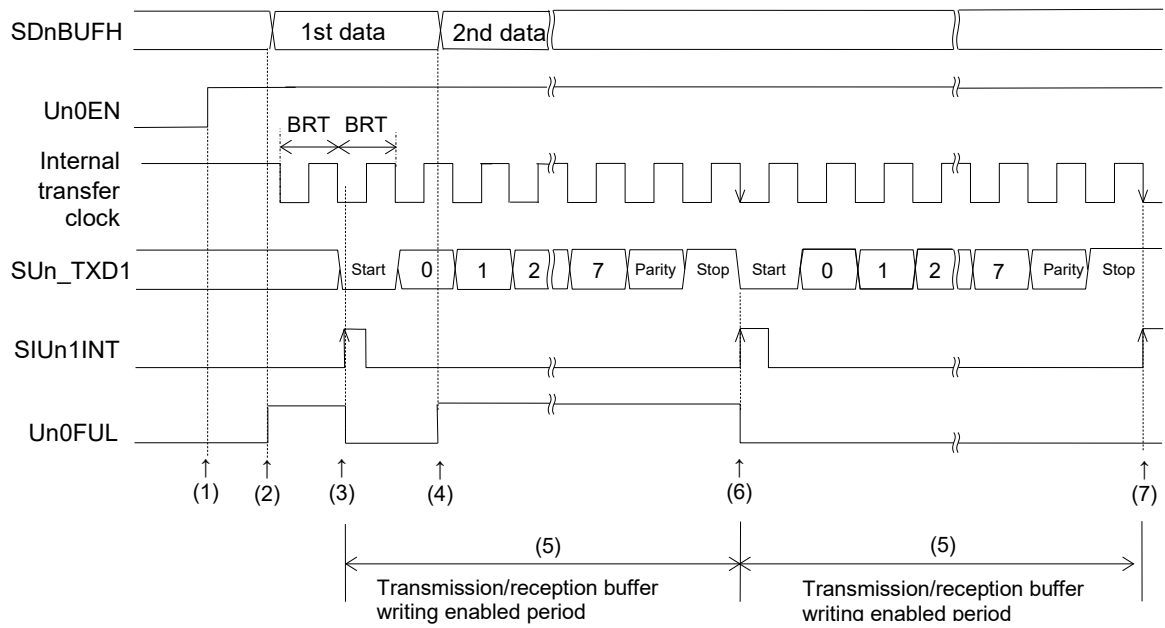 SDnBUFH 1st data 2nd data
Un0EN
BRT BRT
Internal
transfer
clock
SUn_TXD1 Start 0 1 2 7 Parity Stop Start 0 1 2 7 Parity Stop
SIUn1INT
Un0FUL
(1) (2) (3) (4) (6) (7)
(5) (5)
Transmission/reception buffer
writing enabled period
Transmission/reception buffer
writing enabled period